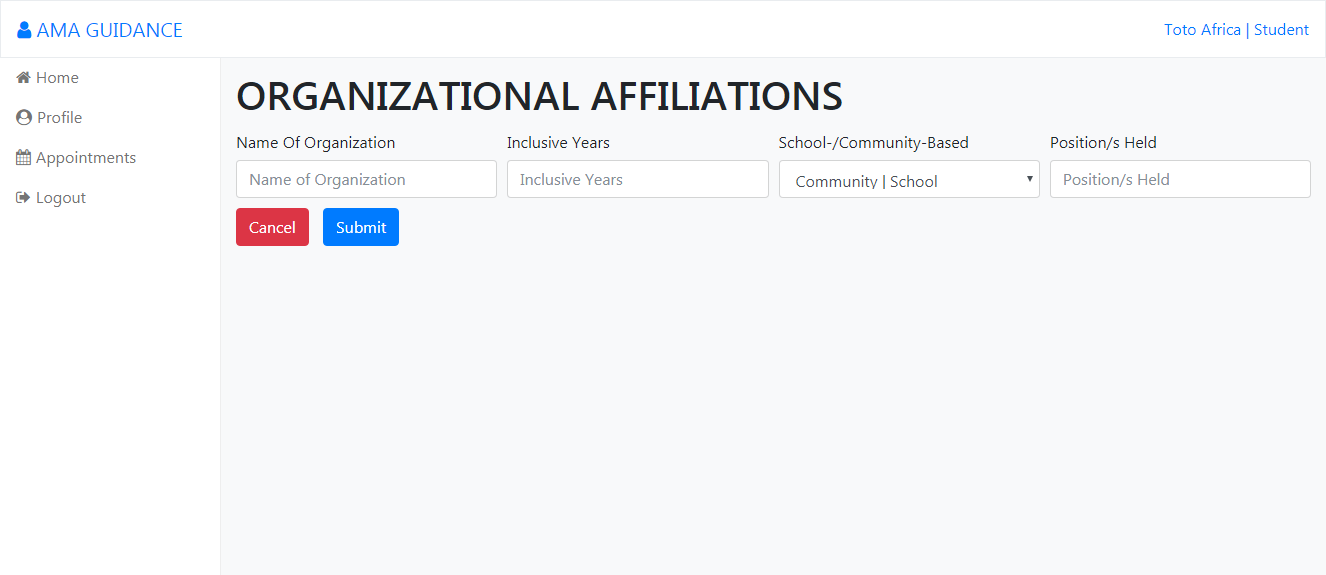 AMA GUIDANCE
Toto Africa | Student
Home
Profile
Appointments
Logout
ORGANIZATIONAL AFFILIATIONS
Name Of Organization
Inclusive Years
School-/Community-Based
Position/s Held
Name of Organization
Inclusive Years
Community | School
Position/s Held
Cancel
Submit